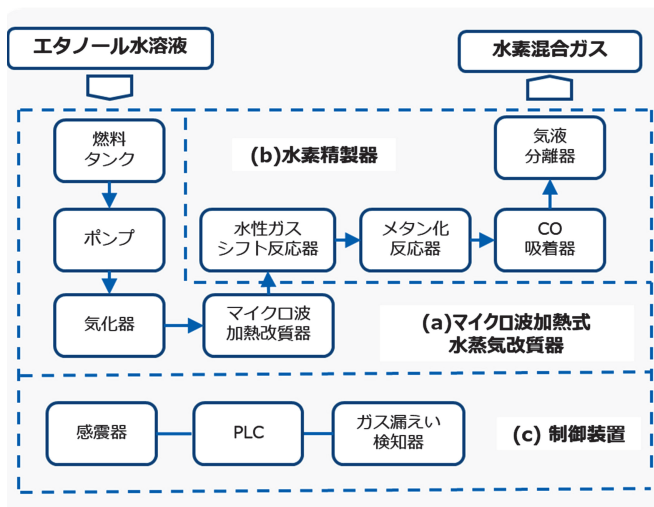 エタノール水溶液
水素混合ガス
燃料
タンク
(b)水素精製器
気液
分離器
ポンプ
水性ガス
シフト反応器
メタン化
反応器
CO
吸着器
気化器
マイクロ波
加熱改質器
(a)マイクロ波加熱式
水蒸気改質器
感震器
PLC
ガス漏えい
検知器
(c) 制御装置